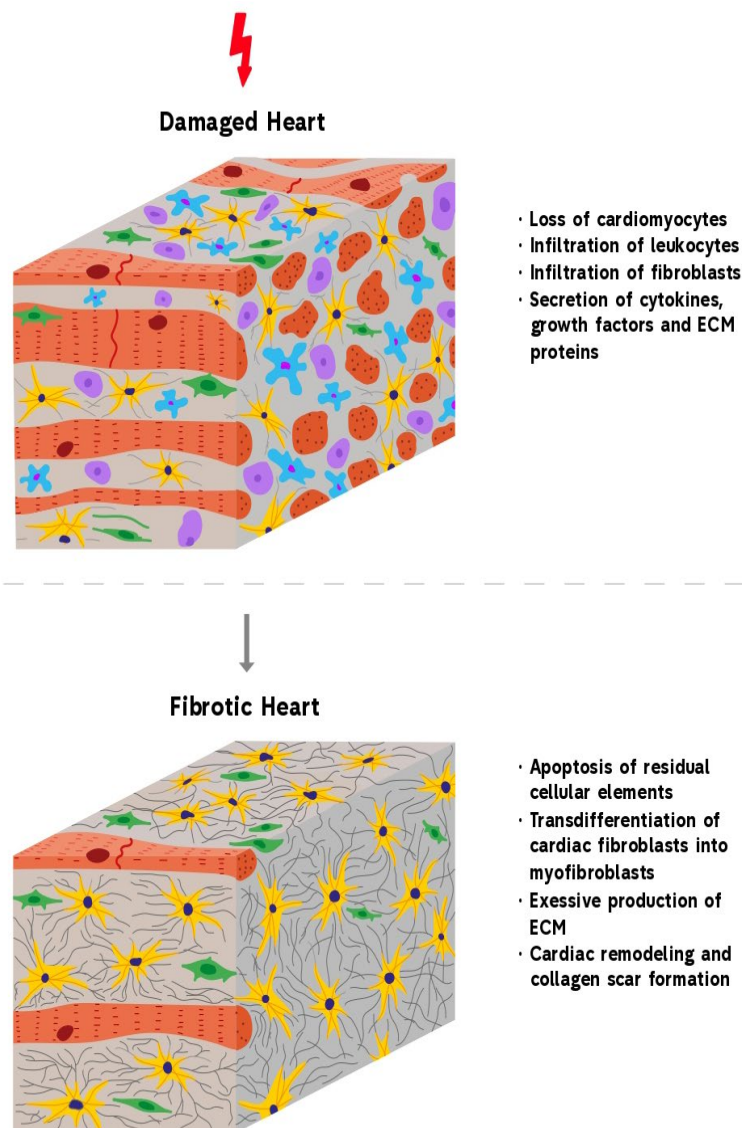 Damaged Heart
· Loss of cardiomyocytes
· Infiltration of leukocytes
· Infiltration of fibroblasts
· Secretion of cytokines,
growth factors and ECM
proteins
Fibrotic Heart
· Apoptosis of residual
cellular elements
· Transdifferentiation of
cardiac fibroblasts into
myofibroblasts
· Exessive production of
ECM
· Cardiac remodeling and
collagen scar formation